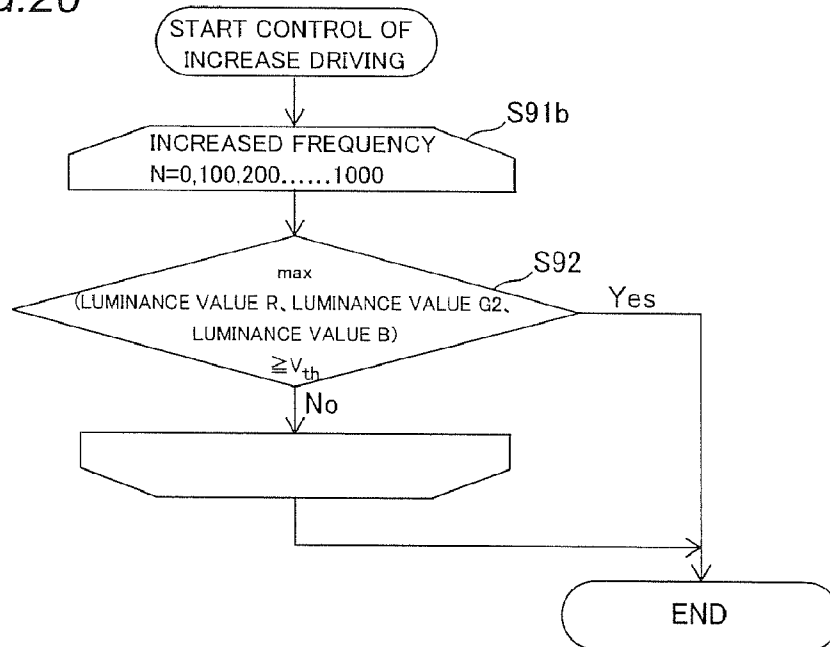 START CONTROL OF
INCREASE DRIVING
S91b
INCREASED FREQUENCY
N=0,100,200......1000
S92
max
(LUMINANCE VALUE R、LUMINANCE VALUE G2、
LUMINANCE VALUE B)
≧Vth
Yes
No
END